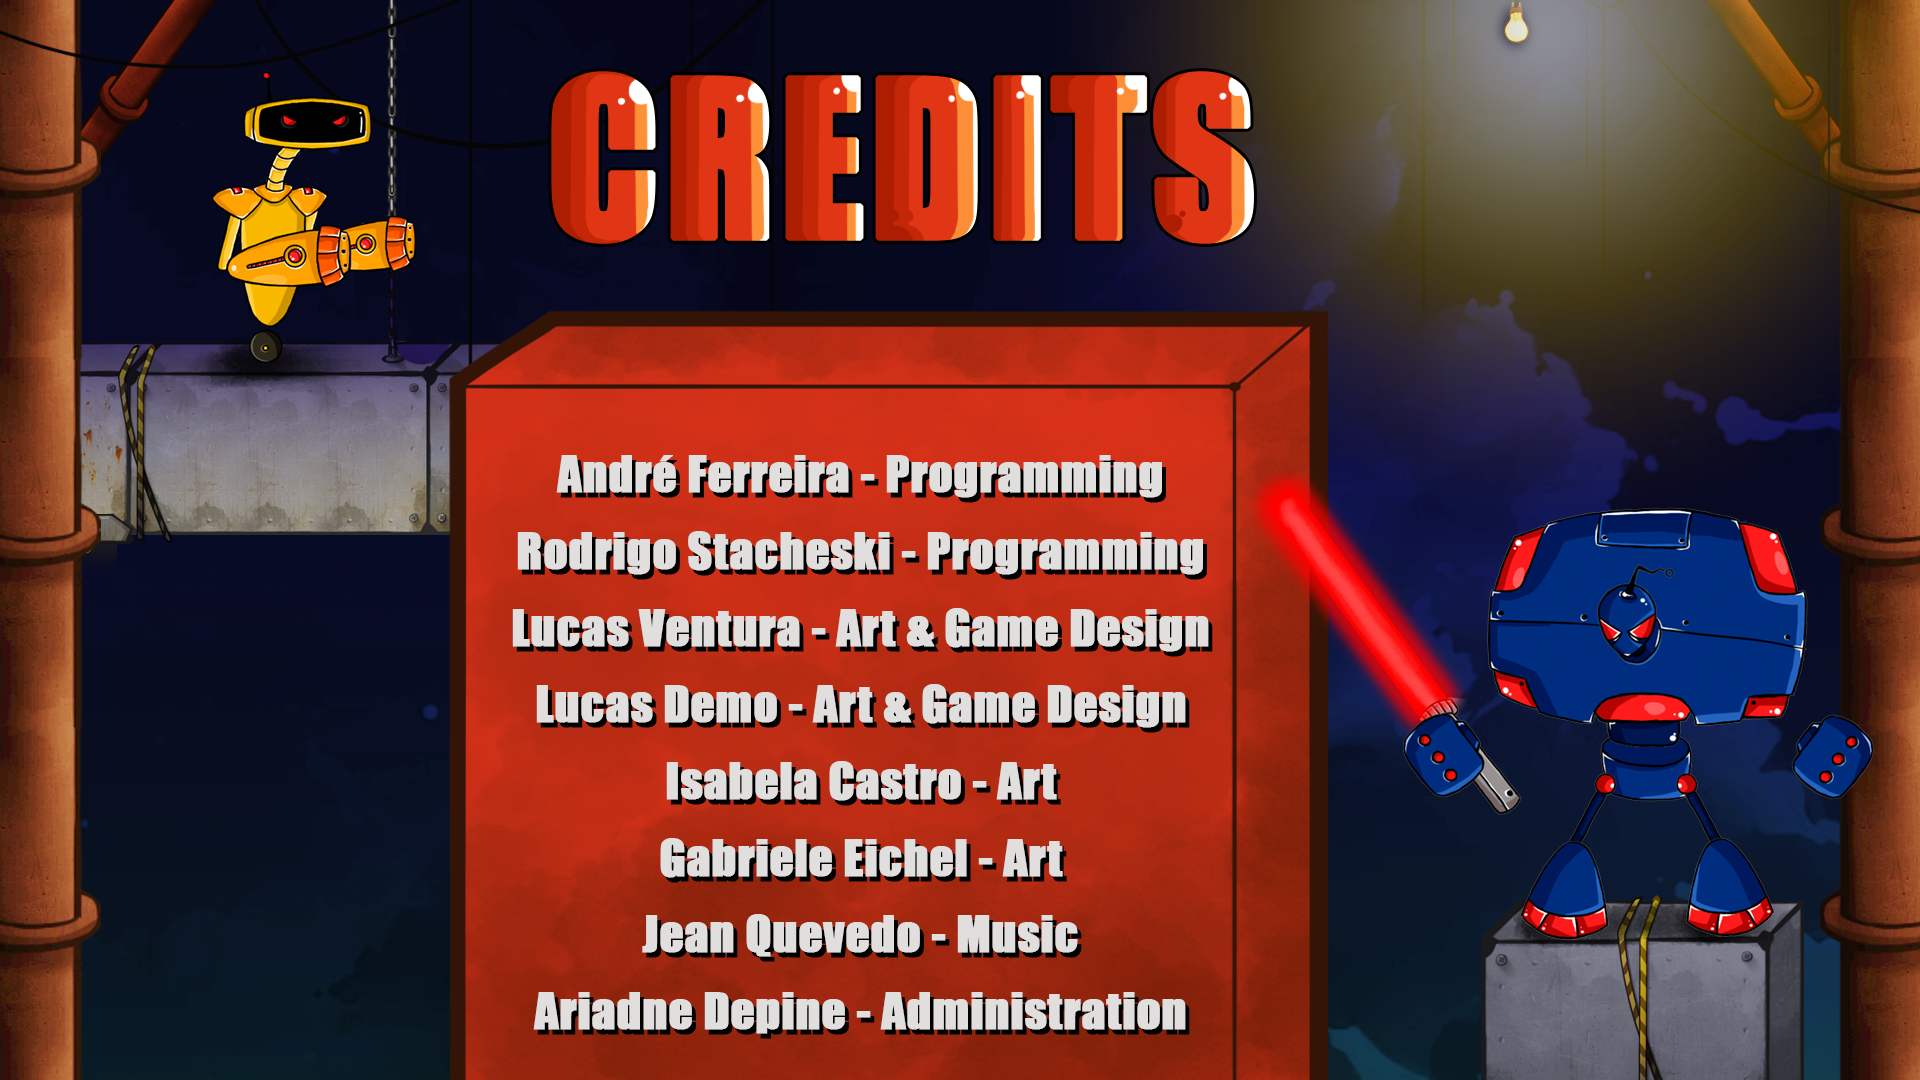 CREDITS
André Ferreira - Programming
Rodrigo Stacheski - Programming
Lucas Ventura - Art & Game Design
Lucas Demo - Art & Game Design
Isabela Castro - Art
Gabriele Eichel - Art
Jean Quevedo - Music
Ariadne Depine - Administration